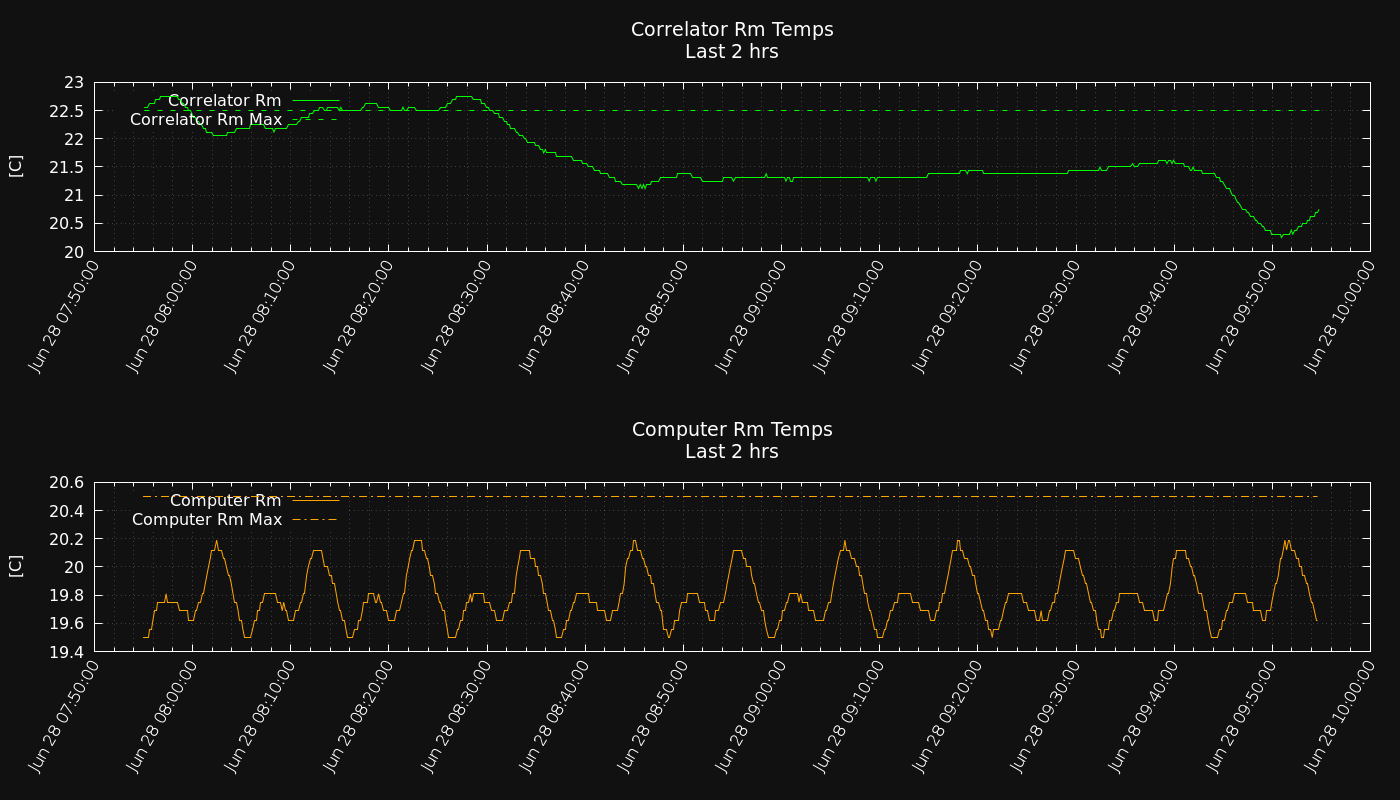 Correlator Rm Temps
Last 2 hrs
[C]
23
22.5
22
21.5
21
20.5
20
Correlator Rm
Correlator Rm Max
Jun 28 07:50:00
Jun 28 08:00:00
Jun 28 08:10:00
Jun 28 08:20:00
Jun 28 08:30:00
Jun 28 08:40:00
Jun 28 08:50:00
Jun 28 09:00:00
Jun 28 09:10:00
Jun 28 09:20:00
Jun 28 09:30:00
Jun 28 09:40:00
Jun 28 09:50:00
Jun 28 10:00:00
Computer Rm Temps
Last 2 hrs
[C]
20.6
20.4
20.2
20
19.8
19.6
19.4
Computer Rm
Computer Rm Max
Jun 28 07:50:00
Jun 28 08:00:00
Jun 28 08:10:00
Jun 28 08:20:00
Jun 28 08:30:00
Jun 28 08:40:00
Jun 28 08:50:00
Jun 28 09:00:00
Jun 28 09:10:00
Jun 28 09:20:00
Jun 28 09:30:00
Jun 28 09:40:00
Jun 28 09:50:00
Jun 28 10:00:00